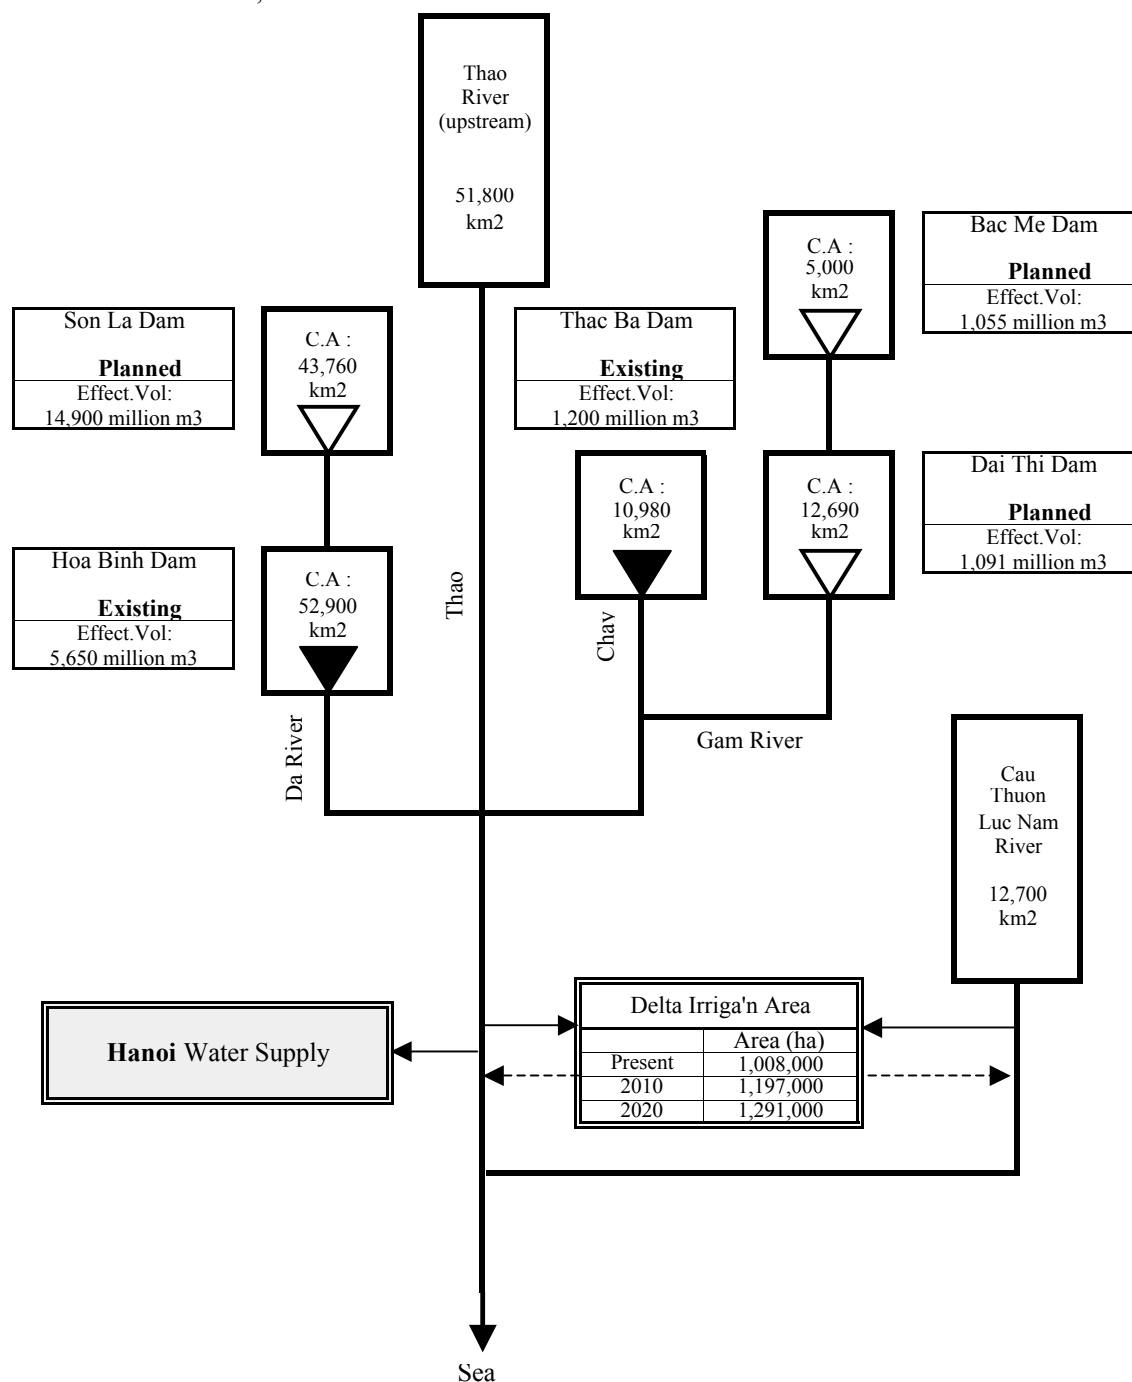 Thao
River
(upstream)
51,800
km2
Bac Me Dam
Planned
Effect.Vol:
1,055 million m3
C.A :
5,000
km2
Son La Dam
Planned
Effect.Vol:
14,900 million m3
C.A :
43,760
km2
Thac Ba Dam
Existing
Effect.Vol:
1,200 million m3
C.A :
10,980
km2
C.A :
12,690
km2
Dai Thi Dam
Planned
Effect.Vol:
1,091 million m3
Hoa Binh Dam
Existing
Effect.Vol:
5,650 million m3
C.A :
52,900
km2
Thao
Chav
Da River
Gam River
Cau
Thuon
Luc Nam
River
12,700
km2
Hanoi Water Supply
Delta Irriga'n Area
Area (ha)
Present 1,008,000
2010 1,197,000
2020 1,291,000
Sea